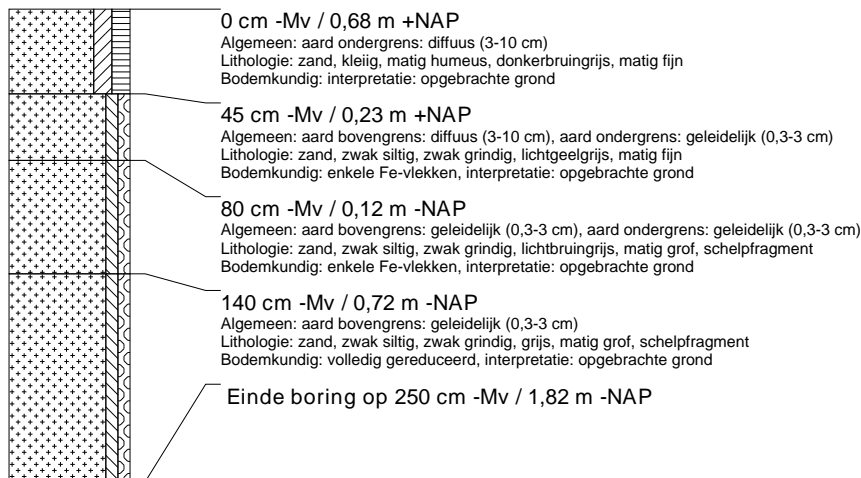 0 cm -Mv / 0,68 m +NAP
Algemeen: aard ondergrens: diffuus (3-10 cm)
Lithologie: zand, kleiig, matig humeus, donkerbruingrijs, matig fijn
Bodemkundig: interpretatie: opgebrachte grond
45 cm -Mv / 0,23 m +NAP
Algemeen: aard bovengrens: diffuus (3-10 cm), aard ondergrens: geleidelijk (0,3-3 cm)
Lithologie: zand, zwak siltig, zwak grindig, lichtgeelgrijs, matig fijn
Bodemkundig: enkele Fe-vlekken, interpretatie: opgebrachte grond
80 cm -Mv / 0,12 m -NAP
Algemeen: aard bovengrens: geleidelijk (0,3-3 cm), aard ondergrens: geleidelijk (0,3-3 cm)
Lithologie: zand, zwak siltig, zwak grindig, lichtbruingrijs, matig grof, schelpfragment
Bodemkundig: enkele Fe-vlekken, interpretatie: opgebrachte grond
140 cm -Mv / 0,72 m -NAP
Algemeen: aard bovengrens: geleidelijk (0,3-3 cm)
Lithologie: zand, zwak siltig, zwak grindig, grijs, matig grof, schelpfragment
Bodemkundig: volledig gereduceerd, interpretatie: opgebrachte grond
Einde boring op 250 cm -Mv / 1,82 m -NAP